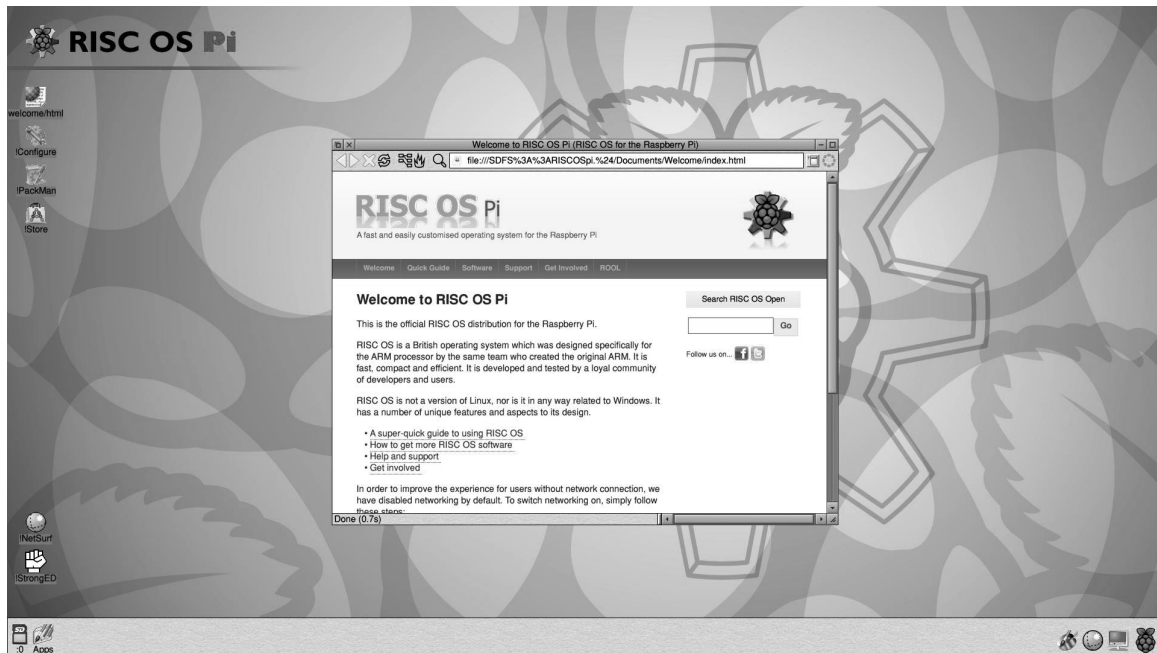 RISC OS Pi
welcome/html
!Configure
!PackMan
!Store
Welcome to RISC OS Pi (RISC OS for the Raspberry Pi)
file:///SDFS%3A%3ARISCOSpi.%24/Documents/Welcome/index.html
RISC OS Pi
A fast and easily customised operating system for the Raspberry Pi
Welcome Quick Guide Software Support Get Involved ROOL
Welcome to RISC OS Pi
This is the official RISC OS distribution for the Raspberry Pi.
RISC OS is a British operating system which was designed specifically for
the ARM processor by the same team who created the original ARM. It is
fast, compact and efficient. It is developed and tested by a loyal community
of developers and users.
RISC OS is not a version of Linux, nor is it in any way related to Windows. It
has a number of unique features and aspects to its design.
• A super-quick guide to using RISC OS
• How to get more RISC OS software
• Help and support
• Get involved
In order to improve the experience for users without network connection, we
have disabled networking by default. To switch networking on, simply follow
these steps:
Search RISC OS Open
Go
Follow us on...
Done (0.7s)
!NetSurf
!StrongED
SD
:0 Apps